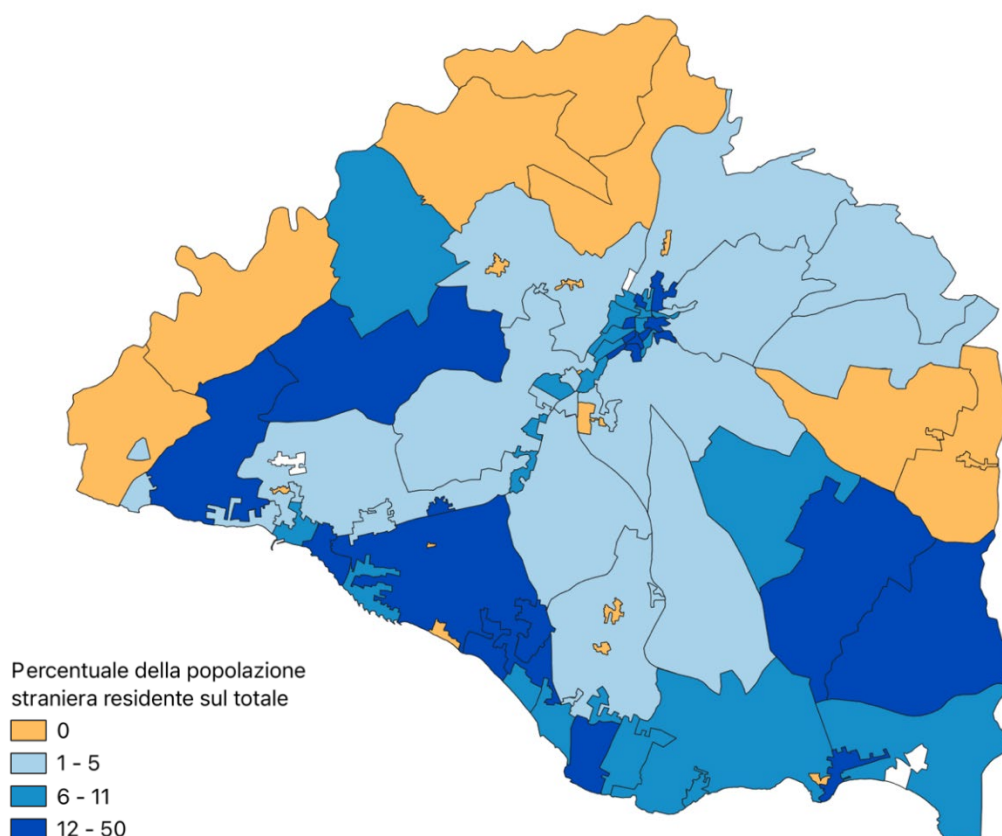 Percentuale della popolazione
straniera residente sul totale
0
1 - 5
6 - 11
12 - 50